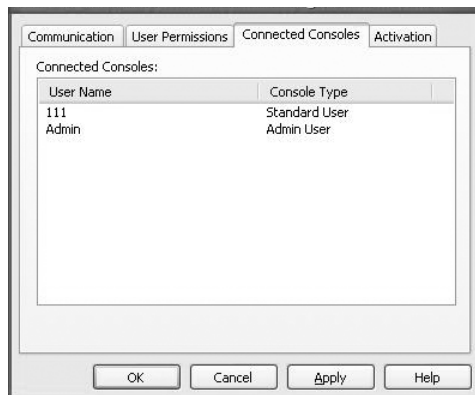 Communication User Permissions Connected Consoles Activation
Connected Consoles:
User Name Console Type
111 Standard User
Admin Admin User
OK Cancel Apply Help